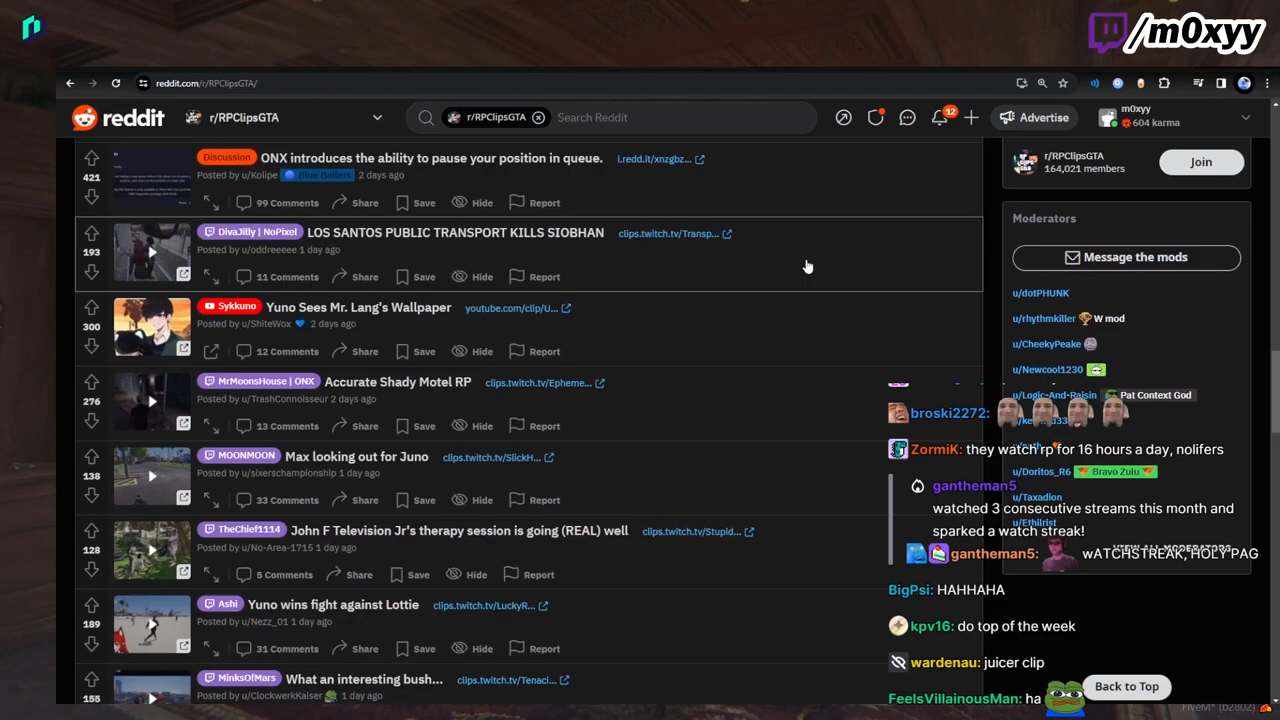 /m0xyy
reddit.com/r/RPClipsGTA/
reddit
r/RPClipsGTA
r/RPClipsGTA
Search Reddit
12
Advertise
m0xyy
604 karma
421
Discussion ONX introduces the ability to pause your position in queue. i.redd.it/xnzgbz...
Posted by u/Kolipe Blue Ballers 2 days ago
99 Comments Share Save Hide Report
193
DivaJilly | NoPixel LOS SANTOS PUBLIC TRANSPORT KILLS SIOBHAN clips.twitch.tv/Transp...
Posted by u/oddreeeee 1 day ago
11 Comments Share Save Hide Report
300
Sykkuno Yuno Sees Mr. Lang's Wallpaper youtube.com/clip/U...
Posted by u/ShiteWox 2 days ago
12 Comments Share Save Hide Report
276
MrMoonsHouse | ONX Accurate Shady Motel RP clips.twitch.tv/Epheme...
Posted by u/TrashConnoisseur 2 days ago
13 Comments Share Save Hide Report
138
MOONMOON Max looking out for Juno clips.twitch.tv/SlickH...
Posted by u/sixerschampionship 1 day ago
33 Comments Share Save Hide Report
128
TheChief1114 John F Television Jr's therapy session is going (REAL) well clips.twitch.tv/Stupid...
Posted by u/No-Area-1715 1 day ago
5 Comments Share Save Hide Report
189
Ashi Yuno wins fight against Lottie clips.twitch.tv/LuckyR...
Posted by u/Nezz_01 1 day ago
31 Comments Share Save Hide Report
155
MinksOfMars What an interesting bush... clips.twitch.tv/Tenaci...
Posted by u/ClockwerkKaiser 1 day ago
r/RPClipsGTA
164,021 members
Join
Moderators
Message the mods
u/dotPHUNK
u/rhythmkiller W mod
u/CheekyPeake
u/Newcool1230
u/Logic-And-Raisin Pat Context God
u/Doritos_R6 Bravo Zulu
u/Taxadion
u/Ethilrist
VIEW ALL MODERATORS
broski2272:
ZormiK: they watch rp for 16 hours a day, nolifers
gantheman5
watched 3 consecutive streams this month and
sparked a watch streak!
gantheman5: wATCHSTREAK, HOLYPAG
BigPsi: HAHHAHA
kpv16: do top of the week
wardenau: juicer clip
FeelsVillainousMan: ha
Back to Top
FiveM® (b2802)